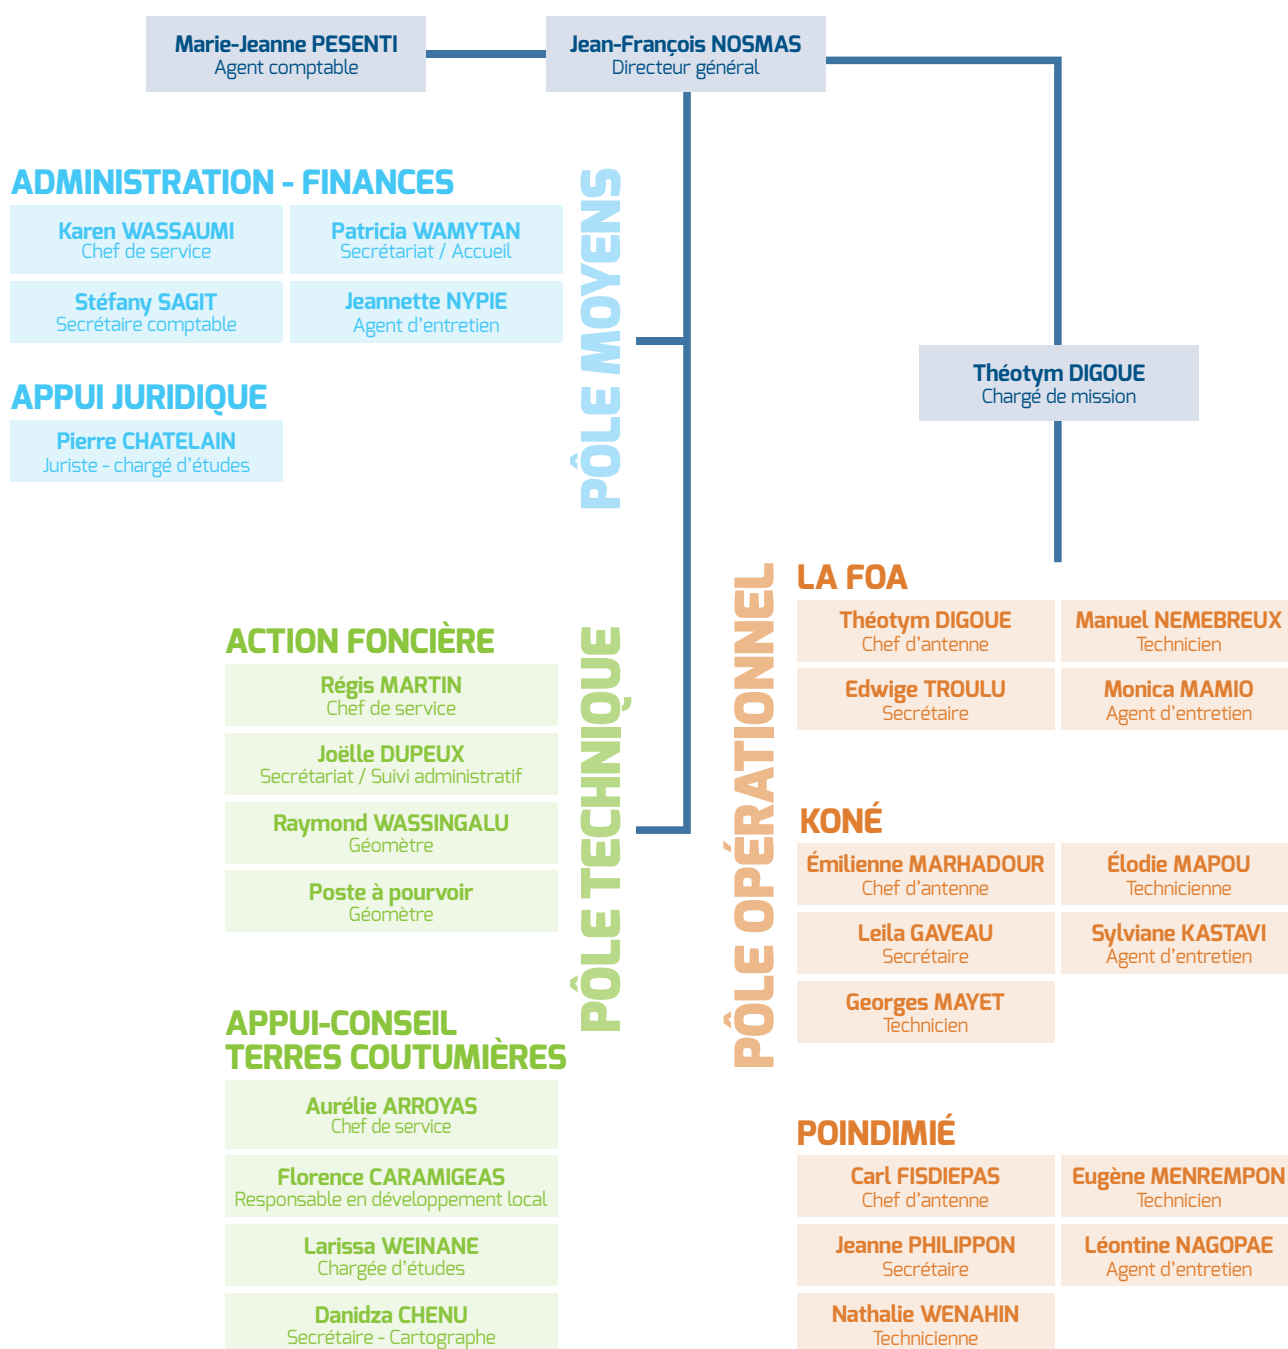 Marie-Jeanne PESENTI
Agent comptable
Jean-François NOSMAS
Directeur général
ADMINISTRATION - FINANCES
Karen WASSAUMI
Chef de service
Patricia WAMYTAN
Secrétariat / Accueil
Stéfany SAGIT
Secrétaire comptable
Jeannette NYPIE
Agent d'entretien
APPUI JURIDIQUE
Pierre CHATELAIN
Juriste - chargé d'études
PÔLE MOYENS
Théotym DIGOUE
Chargé de mission
ACTION FONCIÈRE
Régis MARTIN
Chef de service
Joëlle DUPEUX
Secrétariat / Suivi administratif
Raymond WASSINGALU
Géomètre
Poste à pourvoir
Géomètre
APPUI-CONSEIL
TERRES COUTUMIÈRES
Aurélie ARROYAS
Chef de service
Florence CARAMIGEAS
Responsable en développement local
Larissa WEINANE
Chargée d'études
Danidza CHENU
Secrétaire - Cartographe
PÔLE TECHNIQUE
PÔLE OPÉRATIONNEL
LA FOA
Théotym DIGOUE
Chef d'antenne
Manuel NEMEBREUX
Technicien
Edwige TROULU
Secrétaire
Monica MAMIO
Agent d'entretien
KONÉ
Émilienne MARHADOUR
Chef d'antenne
Élodie MAPOU
Technicienne
Leila GAVEAU
Secrétaire
Sylviane KASTAVI
Agent d'entretien
Georges MAYET
Technicien
POINDIMIÉ
Carl FISDIEPAS
Chef d'antenne
Eugène MENREMPON
Technicien
Jeanne PHILIPPON
Secrétaire
Léontine NAGOPAE
Agent d'entretien
Nathalie WENAHIN
Technicienne